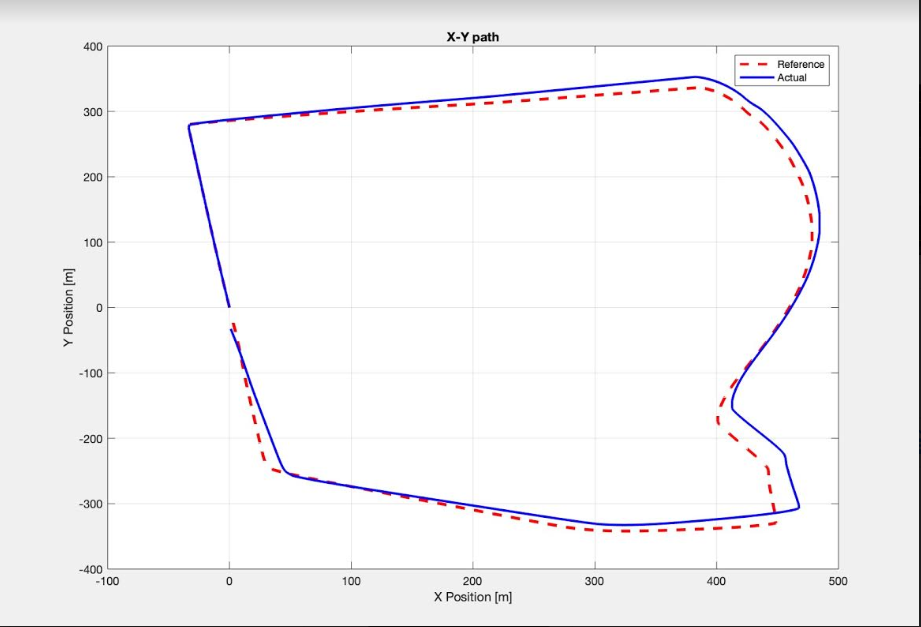 X-Y path
400
300
200
100
0
-100
-200
-300
-400
Y Position [m]
-100 0 100 200 300 400 500
X Position [m]
Reference
Actual